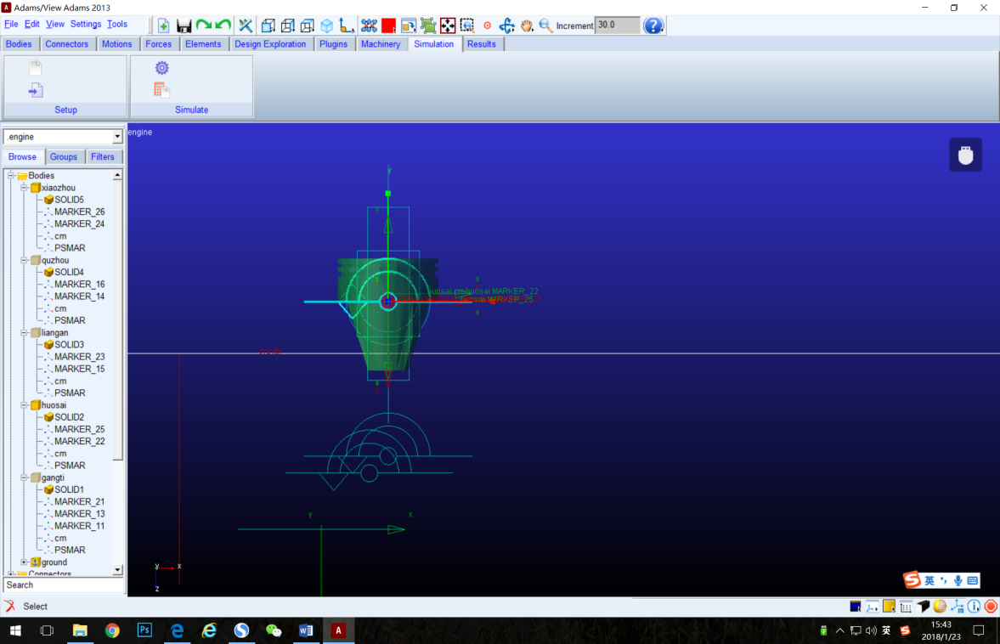 Adams/View Adams 2013
File Edit View Settings Tools
Increment 30.0
Bodies Connectors Motions Forces Elements Design Exploration Plugins Machinery Simulation Results
Setup Simulate
.engine
engine
Browse Groups Filters
Bodies
xiaozhou
SOLID5
MARKER_26
MARKER_24
cm
PSMAR
quzhou
SOLID4
MARKER_16
MARKER_14
cm
PSMAR
liangan
SOLID3
MARKER_23
MARKER_15
cm
PSMAR
huosai
SOLID2
MARKER_25
MARKER_22
cm
PSMAR
gangti
SOLID1
MARKER_21
MARKER_13
MARKER_11
cm
PSMAR
ground
Connectors
Search
y
x
huosai MARKER_22
x
y x
y x
z
英
Select
Ps
A
英
15:43
2018/1/23